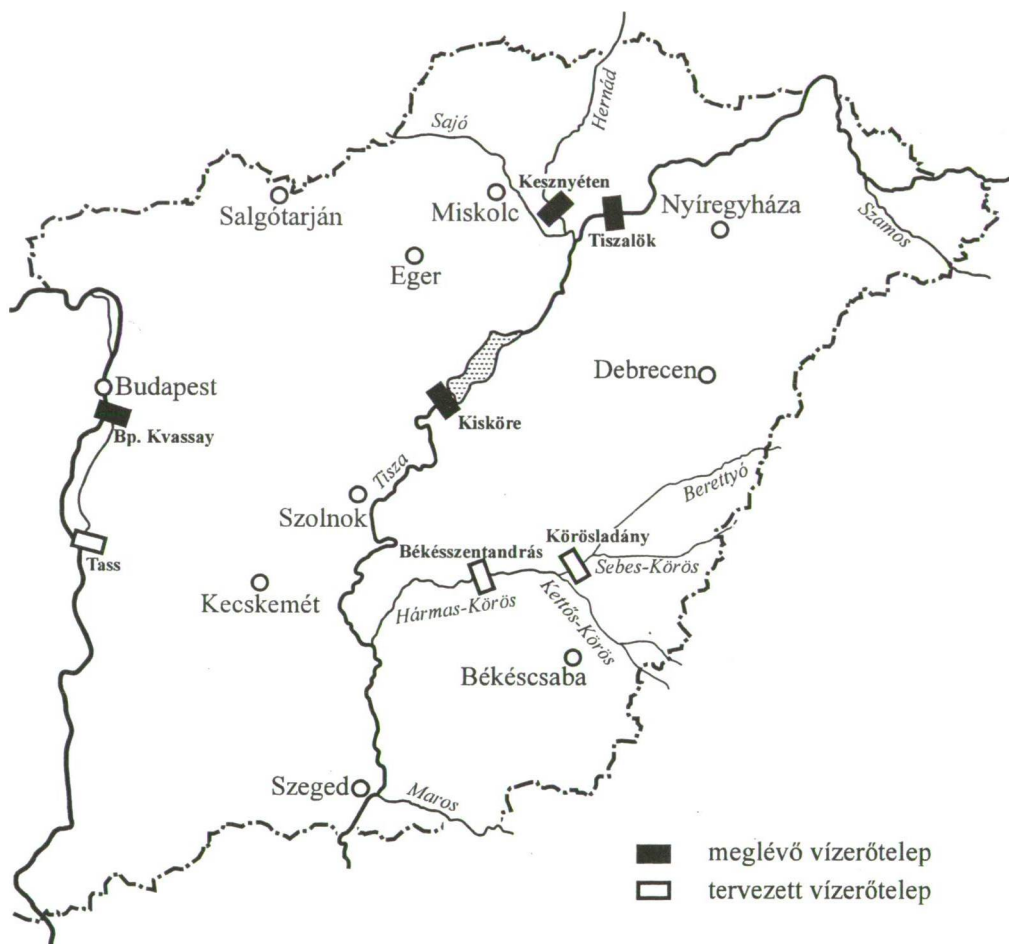 Sajó
Hernád
Kesznyéten
Salgótarján
Miskolc
Nyíregyháza
Tiszalök
Szamos
Eger
Budapest
Debrecen
Bp. Kvassay
Kisköre
Tisza
Berettyó
Szolnok
Körösladány
Békésszentandrás
Tass
Sebes-Körös
Kecskemét
Hármas-Körös
Kettős-Körös
Békéscsaba
Szeged
Maros
meglévő vízerőtelep
tervezett vízerőtelep